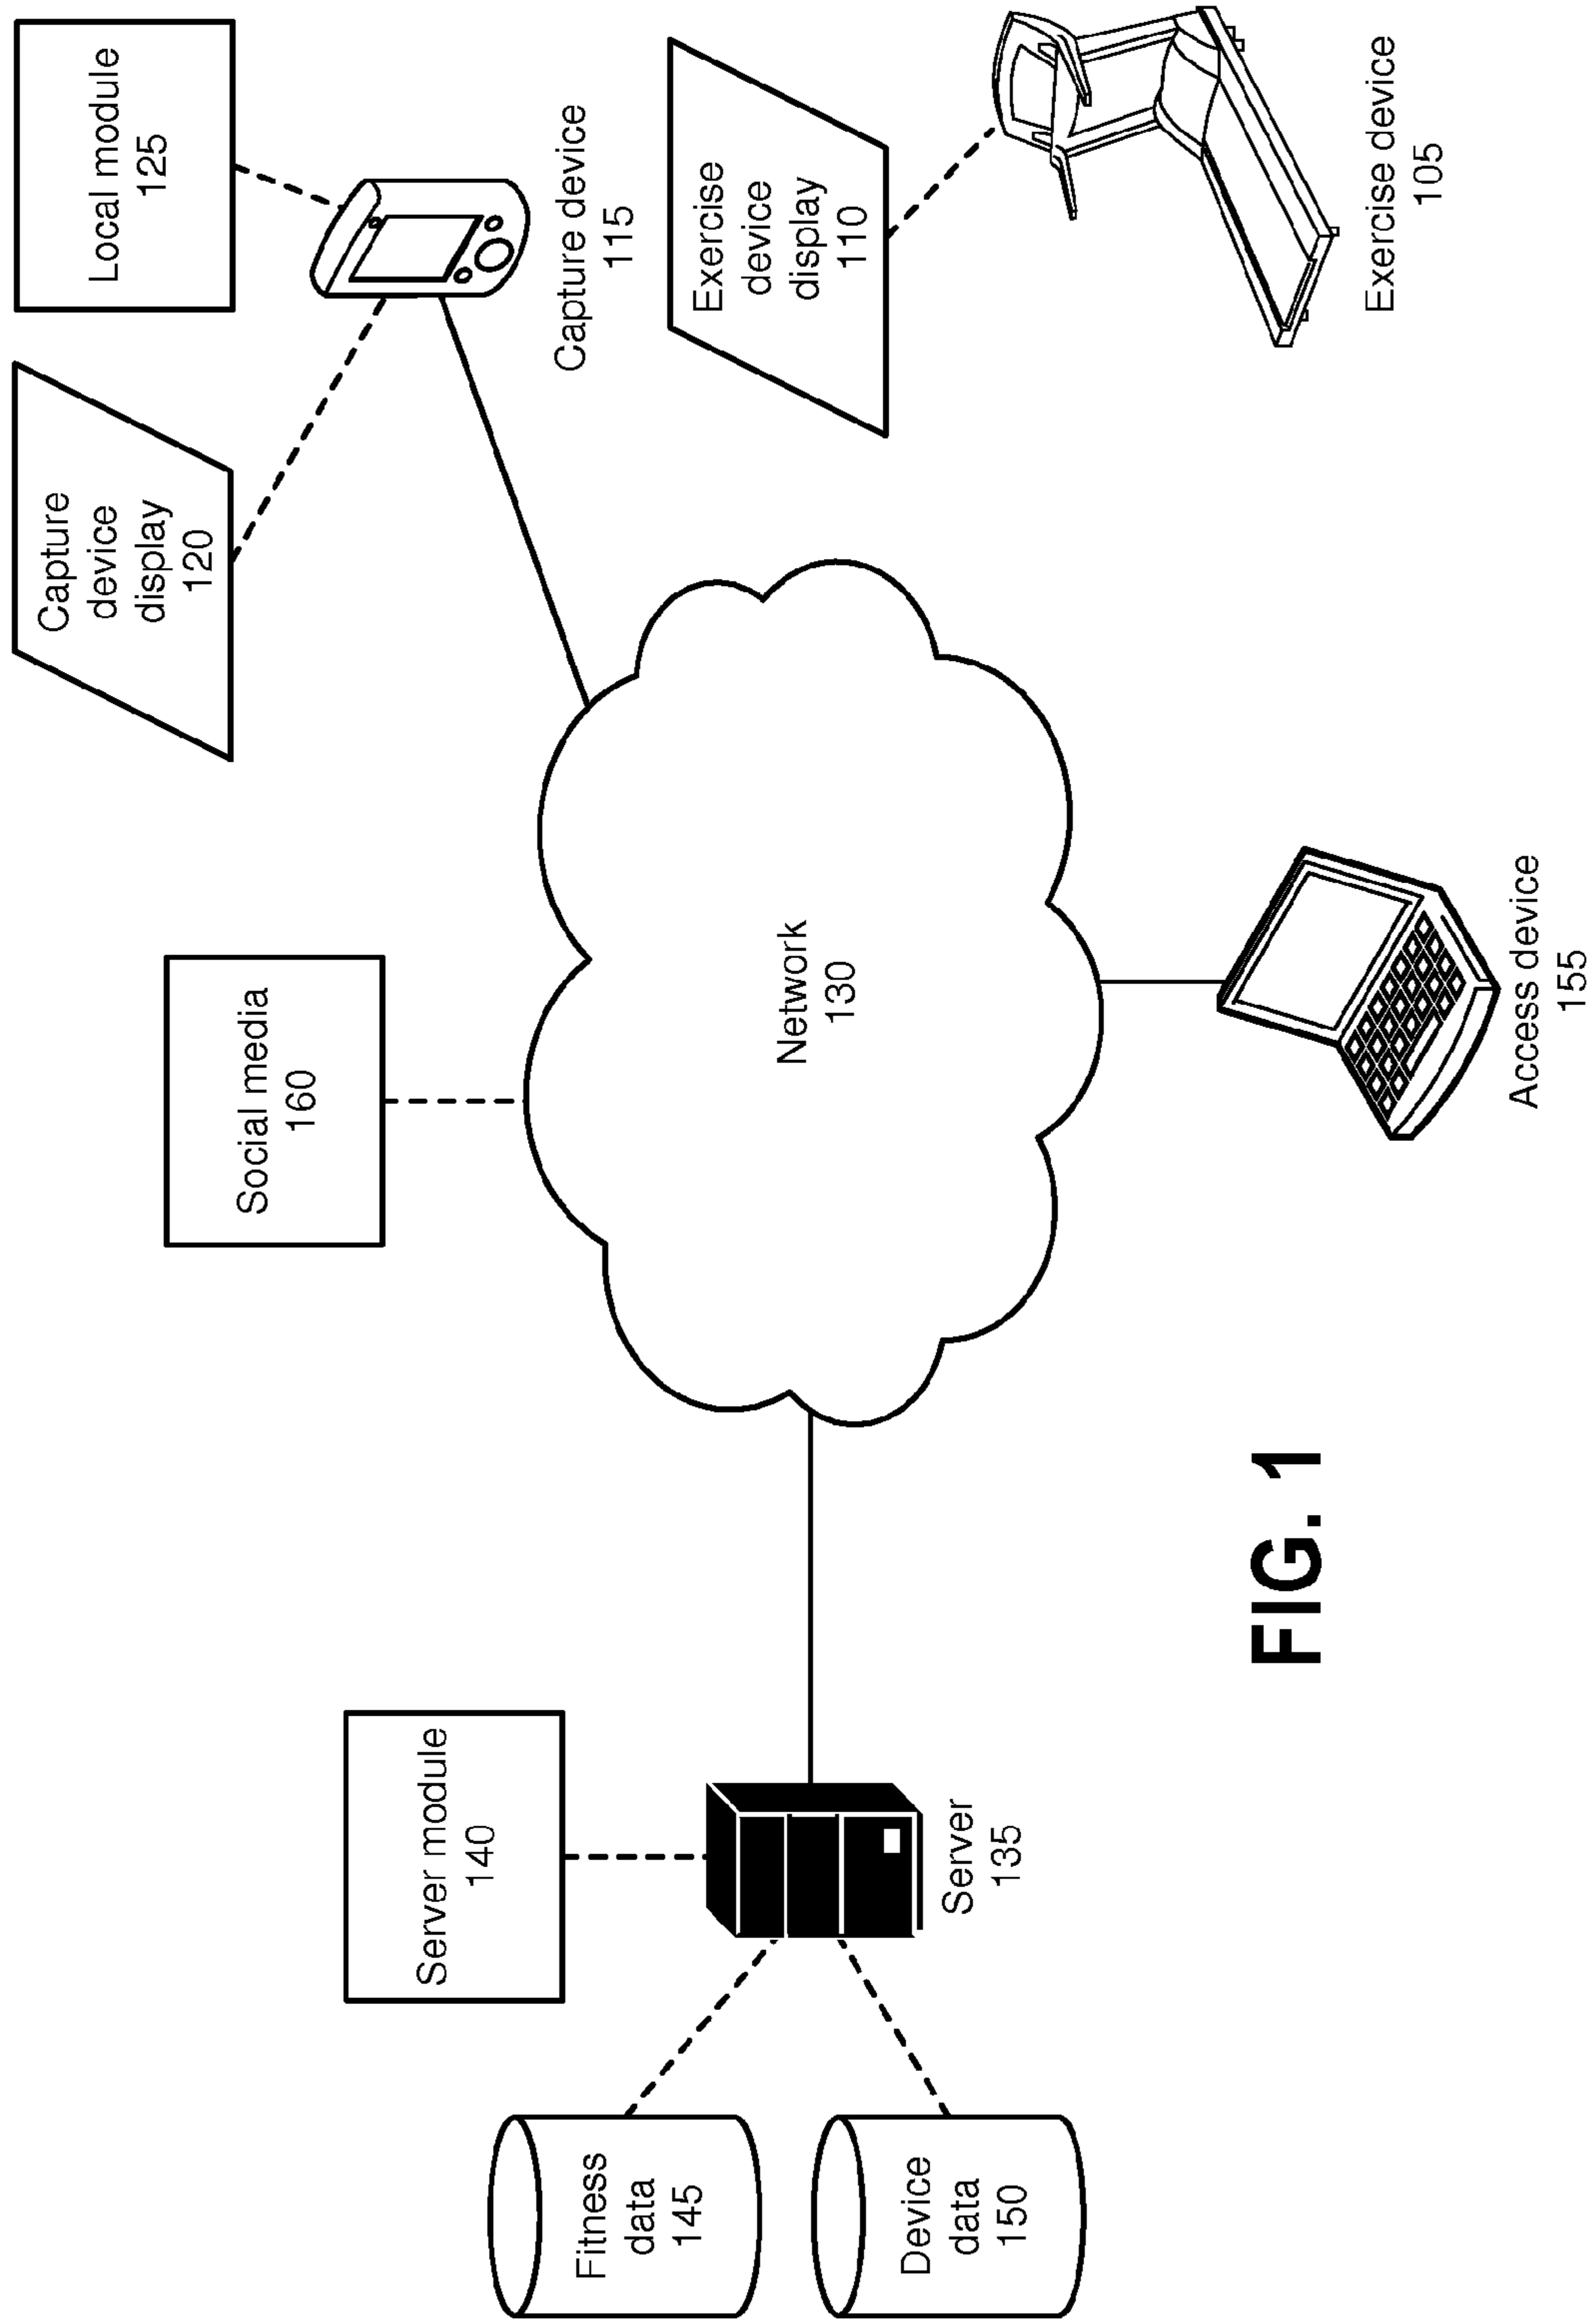 Capture
device
display
120
Local module
125
Social media
160
Capture device
115
Server module
140
Exercise
device
display
110
Fitness
data
145
Device
data
150
Server
135
Network
130
Exercise device
105
Access device
155
FIG. 1